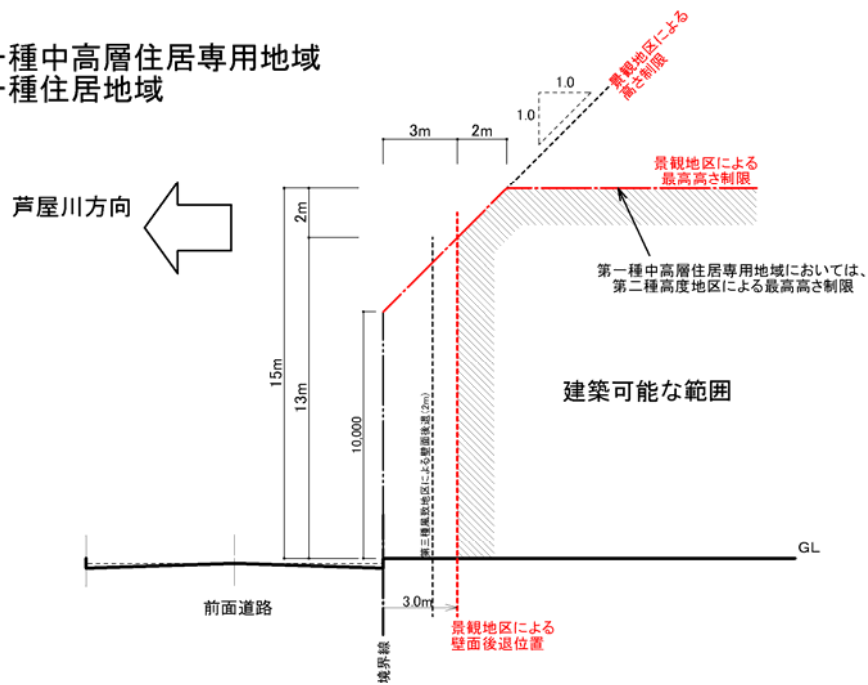 一種中高層住居専用地域
一種住居地域
景観地区による
高さ制限
1.0
1.0
3m
2m
景観地区による
最高高さ制限
芦屋川方向
2m
第一種中高層住居専用地域においては、
第二種高度地区による最高高さ制限
15m
13m
10,000
第三種風致地区による壁面後退(2m)
建築可能な範囲
GL
前面道路
3.0m
景観地区による
壁面後退位置
境界線